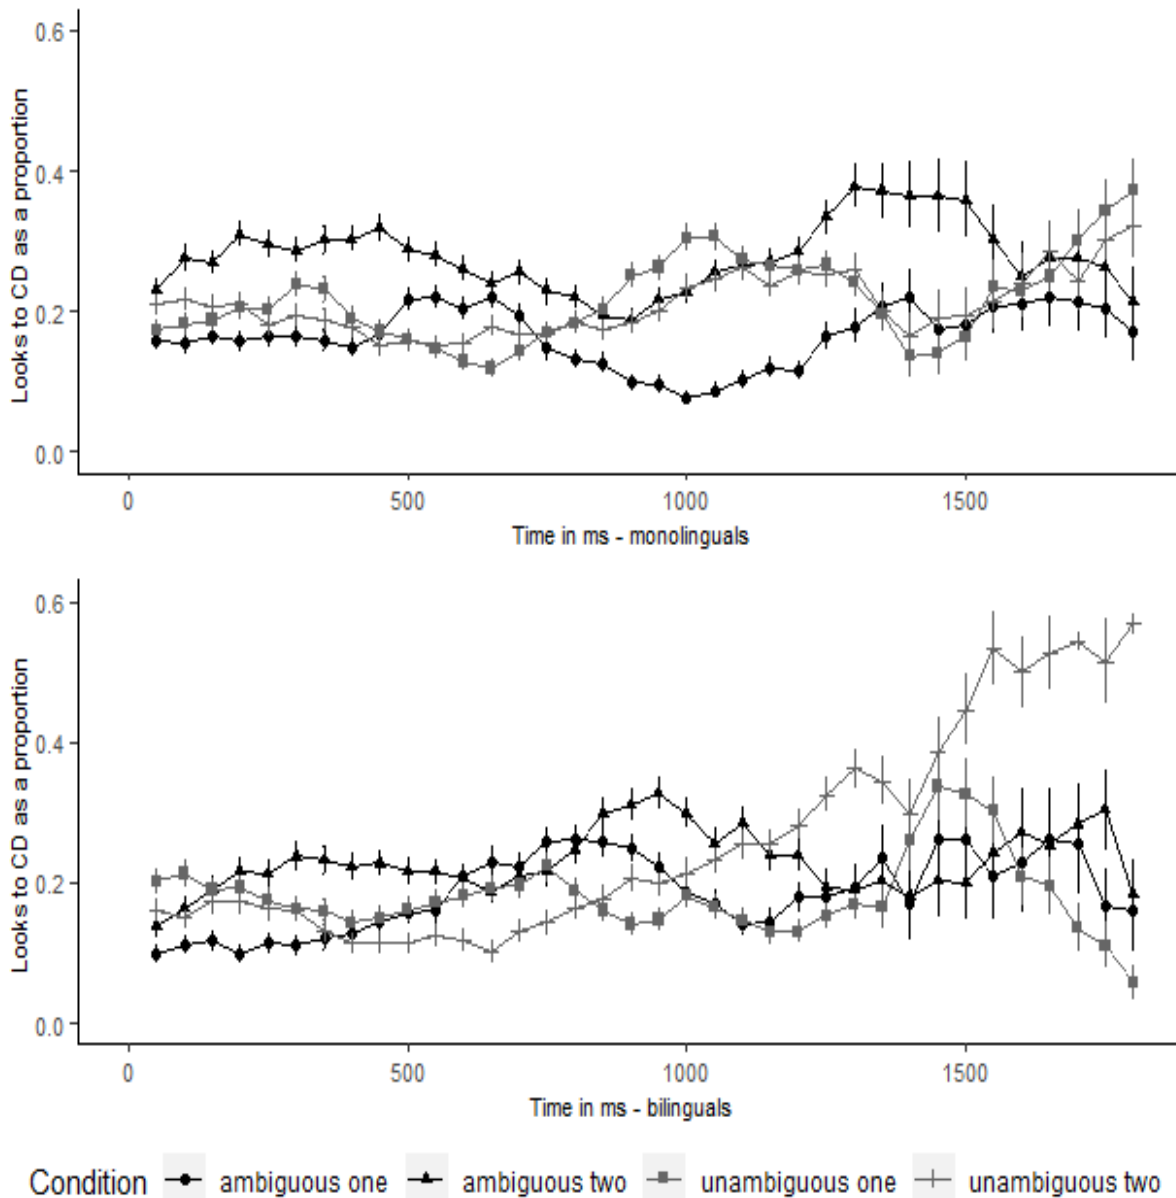 Looks to CD as a proportion
0.6
0.4
0.2
0.0
0 500 1000 1500
Time in ms - monolinguals
Looks to CD as a proportion
0.6
0.4
0.2
0.0
0 500 1000 1500
Time in ms - bilinguals
Condition ambiguous one ambiguous two unambiguous one unambiguous two